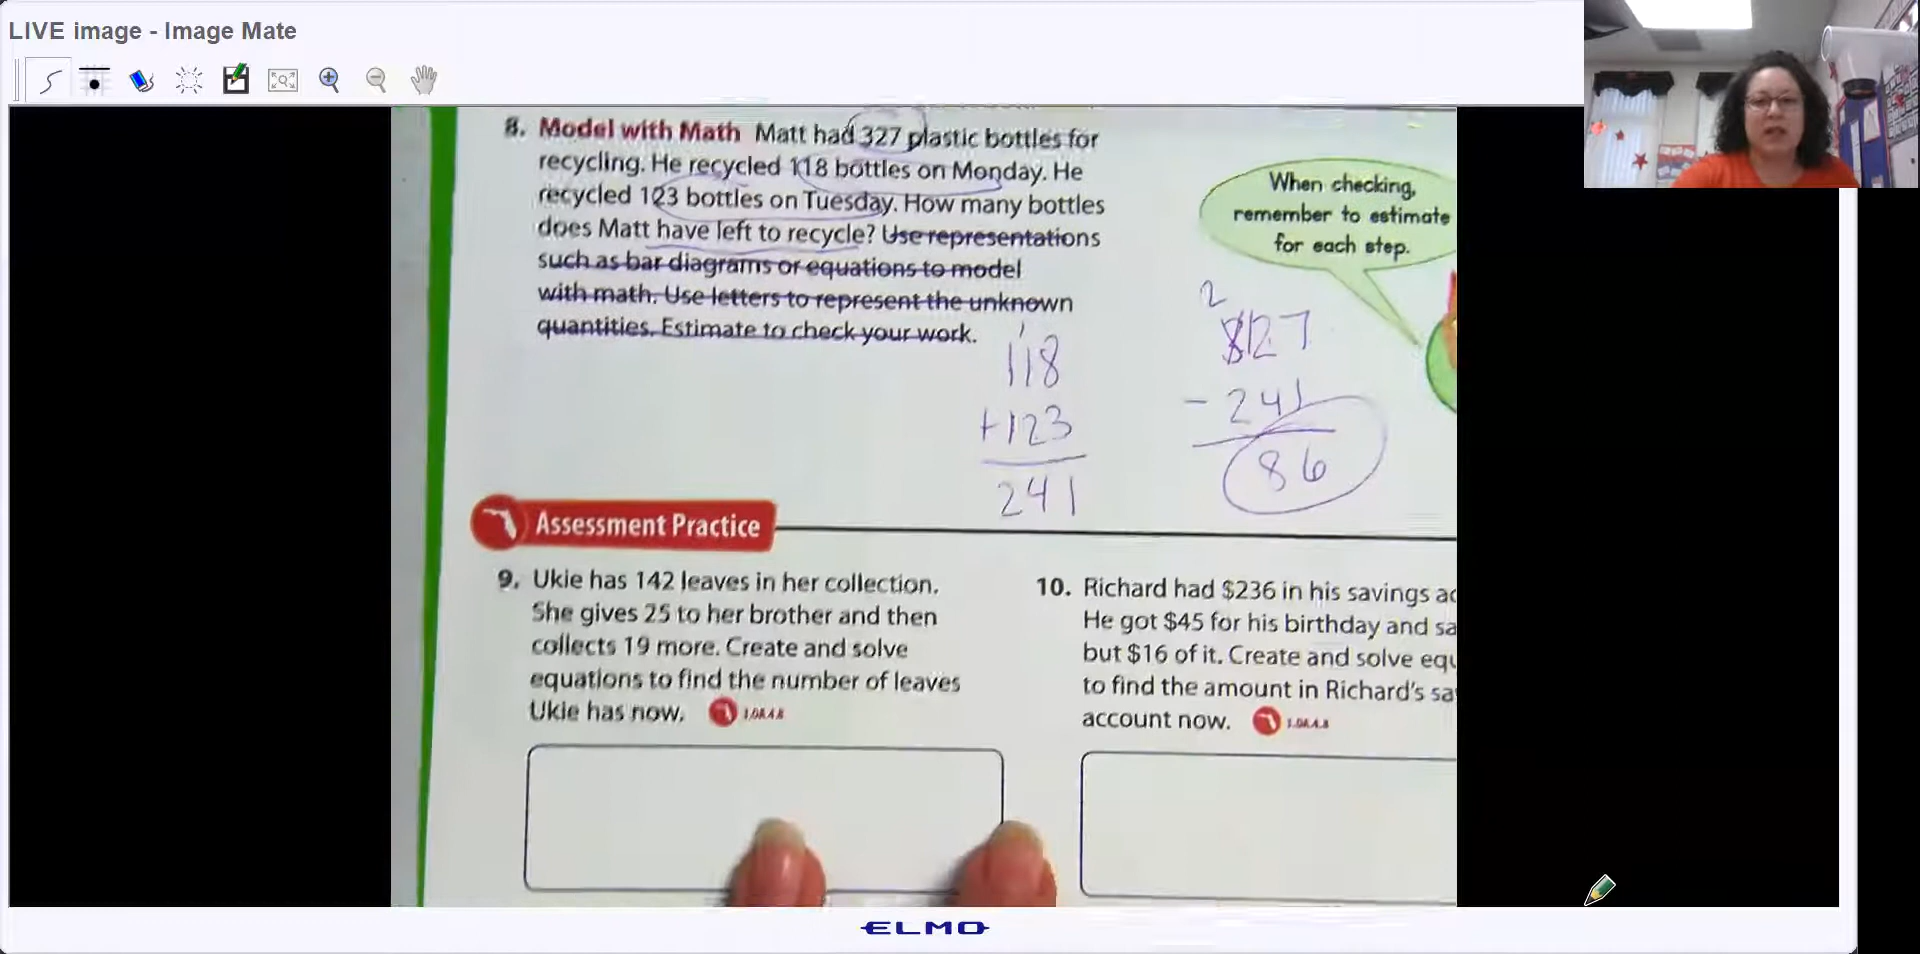 LIVE image - Image Mate
8. Model with Math Matt had 327 plastic bottles for
recycling. He recycled 118 bottles on Monday. He
recycled 123 bottles on Tuesday. How many bottles
does Matt have left to recycle? Use representations
such as bar diagrams or equations to model
with math. Use letters to represent the unknown
quantities. Estimate to check your work.
When checking,
remember to estimate
for each step.
1
118
+123
241
2
3127
- 241
86
Assessment Practice
9. Ukie has 142 leaves in her collection.
She gives 25 to her brother and then
collects 19 more. Create and solve
equations to find the number of leaves
Ukie has now.
10. Richard had $236 in his savings
He got $45 for his birthday and
but $16 of it. Create and solve
to find the amount in Richard's
account now.
ELMO